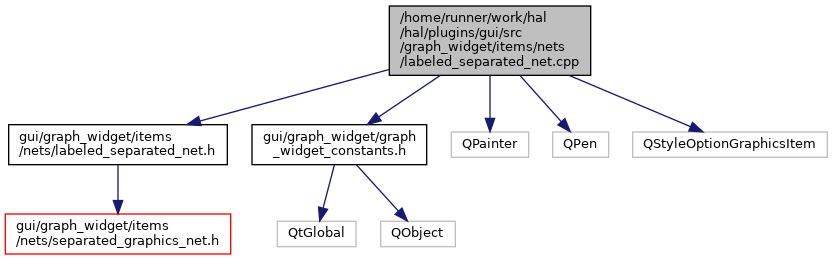 /home/runner/work/hal
/hal/plugins/gui/src
/graph_widget/items/nets
/labeled_separated_net.cpp
gui/graph_widget/items
/nets/labeled_separated_net.h
gui/graph_widget/graph
_widget_constants.h
QPainter
QPen
QStyleOptionGraphicsItem
gui/graph_widget/items
/nets/separated_graphics_net.h
QtGlobal
QObject